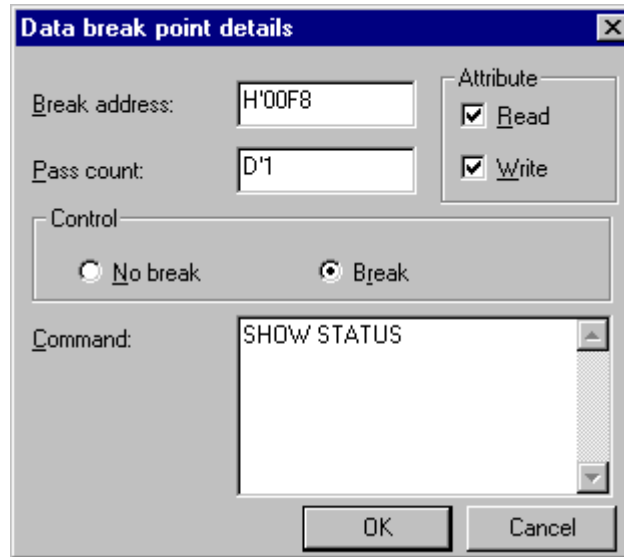 Data break point details
Attribute
Break address: H'00F8
Read
Pass count: D'1
Write
Control
No break Break
Command: SHOW STATUS
OK Cancel